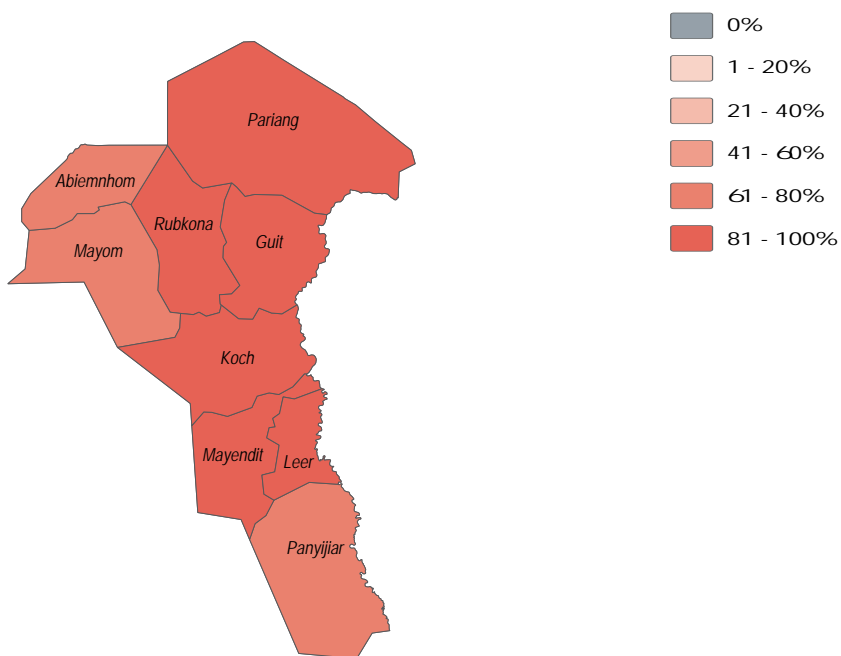 0%
1 - 20%
21 - 40%
41 - 60%
61 - 80%
81 - 100%
Pariang
Abiemnhom
Rubkona
Guit
Mayom
Koch
Mayendit
Leer
Panyijiar